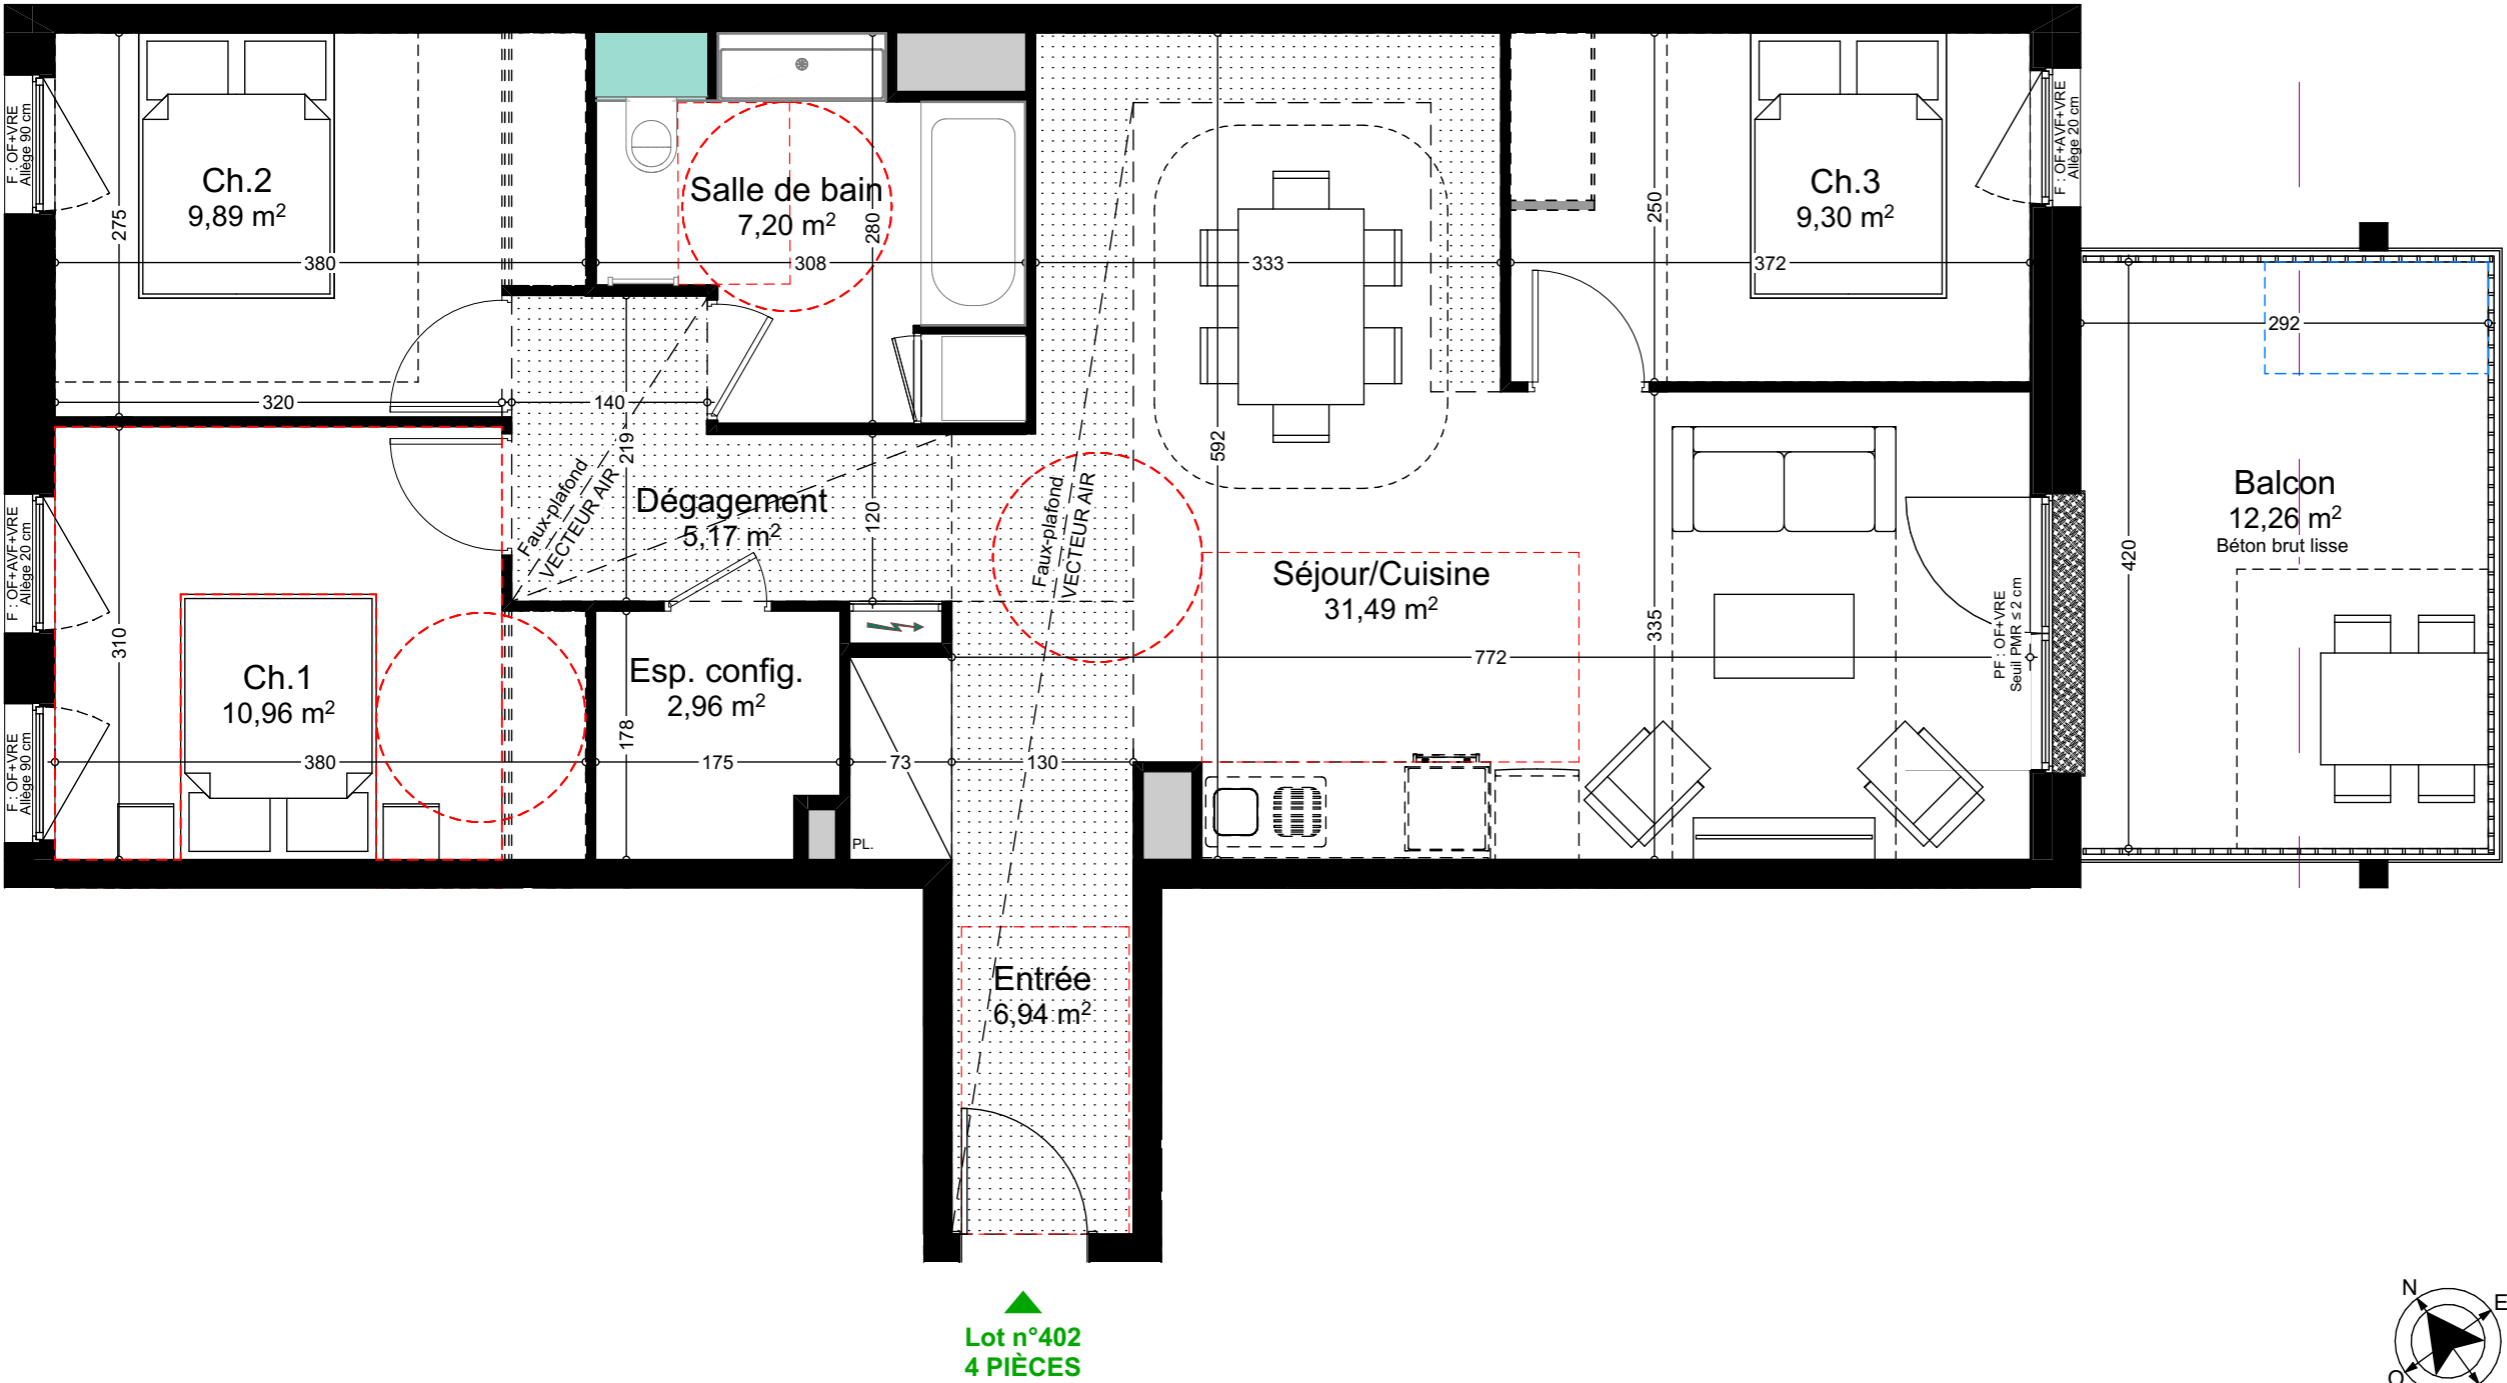 F : OF+VRE
Allège 90 cm
Ch.2
9,89 m²
275
380
320
Salle de bain
7,20 m²
280
308
333
592
Ch.3
9,30 m²
250
372
F : OF+AVF+VRE
Allège 20 cm
292
Balcon
12,26 m²
Béton brut lisse
420
140
219
Faux-plafond
VECTEUR AIR
Dégagement
5,17 m²
120
Faux-plafond
VECTEUR AIR
Séjour/Cuisine
31,49 m²
335
772
PF : OF+VRE
Seuil PMR ≤ 2 cm
F : OF+AVF+VRE
Allège 20 cm
310
Ch.1
10,96 m²
380
F : OF+VRE
Allège 90 cm
Esp. config.
2,96 m²
178
175
73
130
PL.
Entrée
6,94 m²
Lot n°402
4 PIÈCES
N
E
O